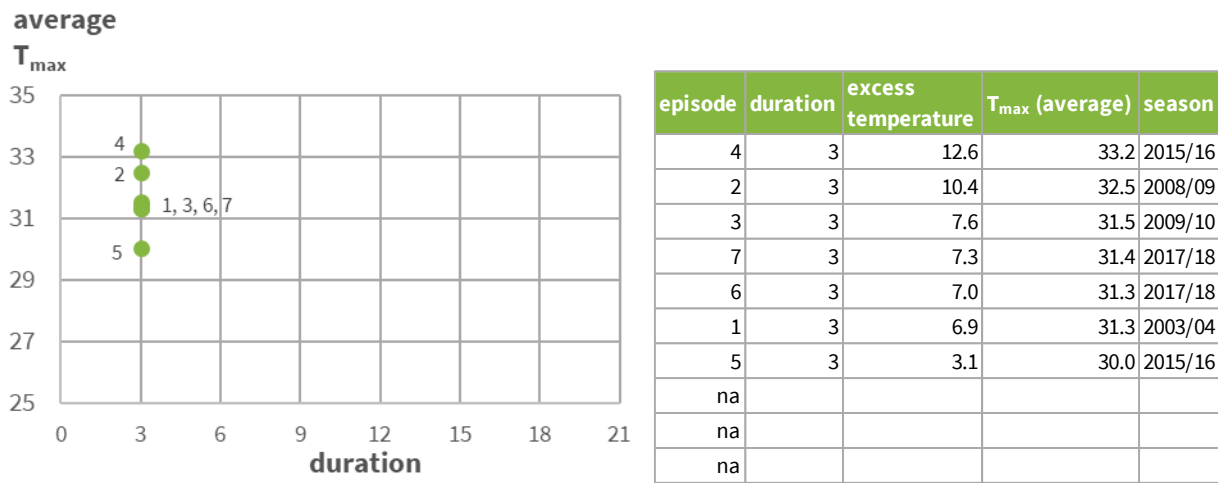 average
Tmax
35
33
31
29
27
25
4
2
1, 3, 6, 7
5
0 3 6 9 12 15 18 21
duration
episode duration excess temperature Tmax (average) season
4 3 12.6 33.2 2015/16
2 3 10.4 32.5 2008/09
3 3 7.6 31.5 2009/10
7 3 7.3 31.4 2017/18
6 3 7.0 31.3 2017/18
1 3 6.9 31.3 2003/04
5 3 3.1 30.0 2015/16
na
na
na